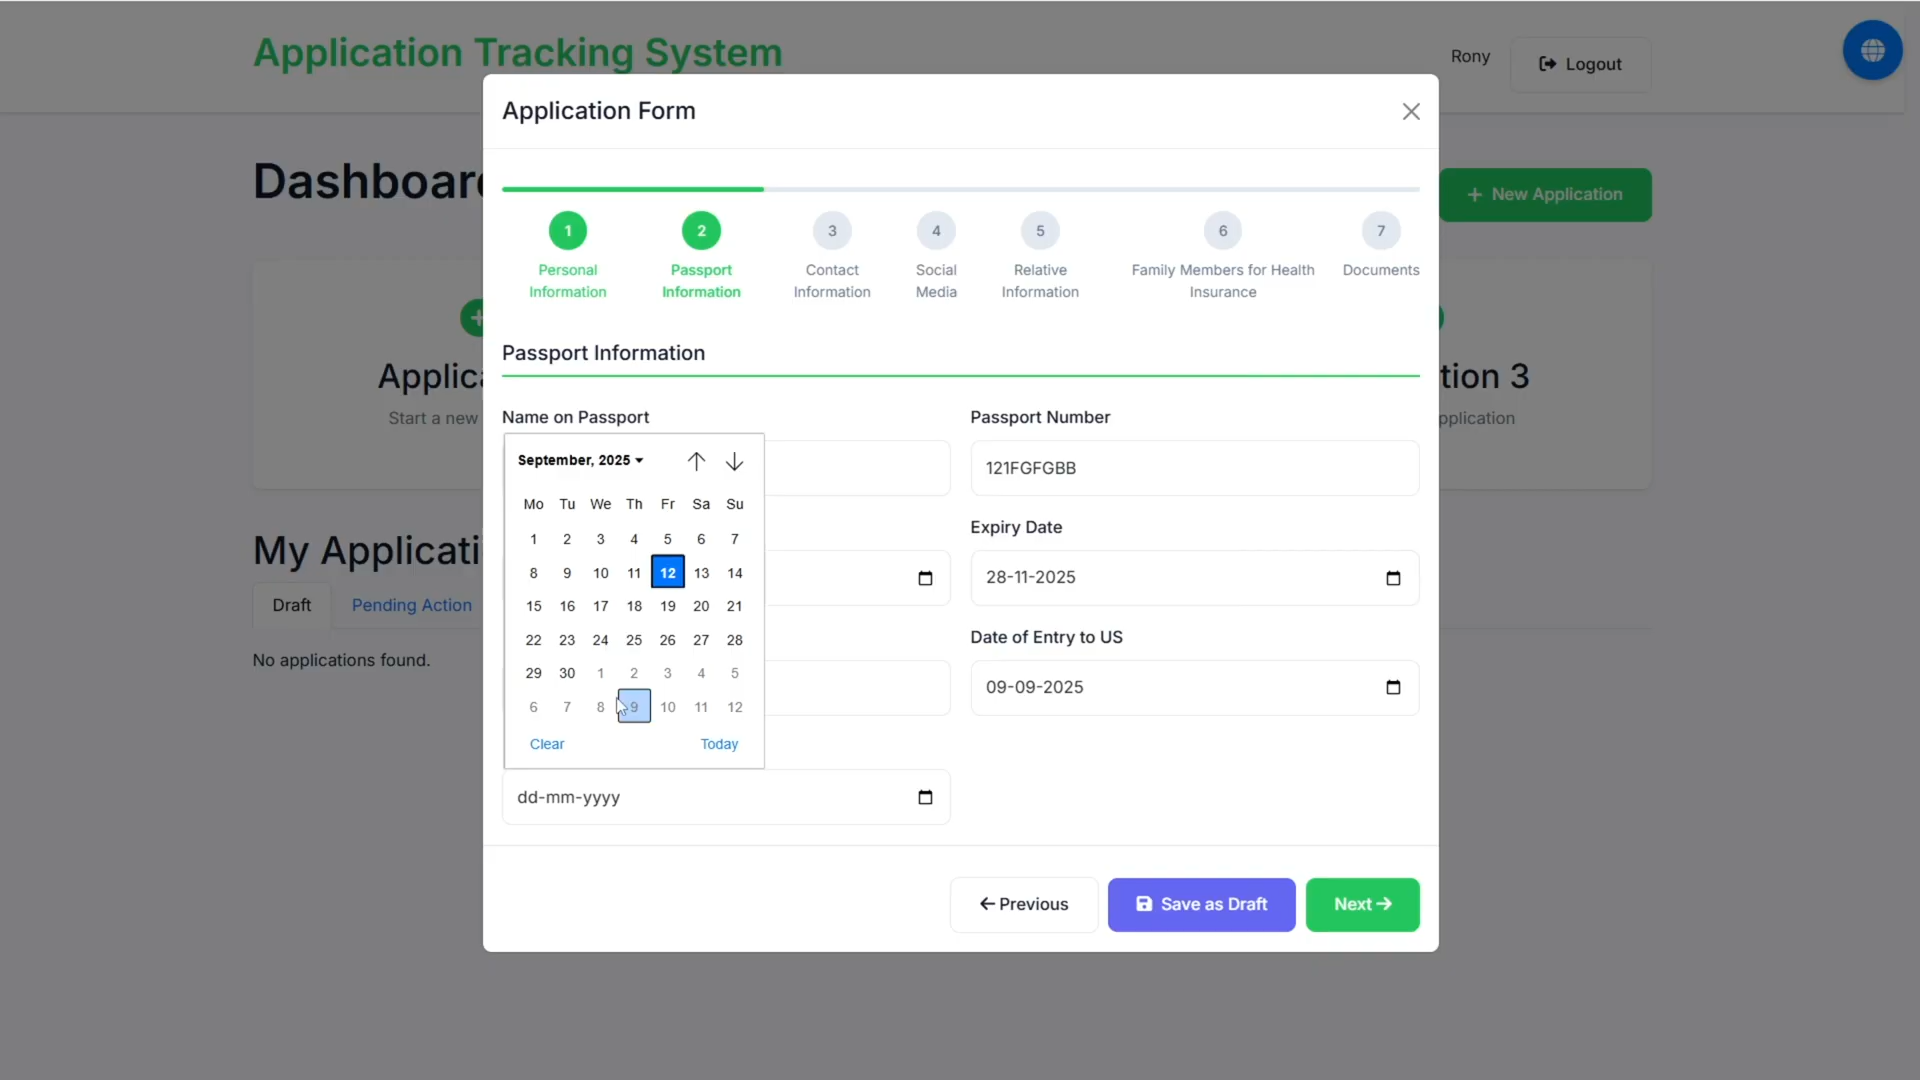 Application Tracking System
Rony
Logout
Application Form
Dashboard
New Application
1
2
3
4
5
6
7
Personal Information
Passport Information
Contact Information
Social Media
Relative Information
Family Members for Health Insurance
Documents
Applica
Start a new
tion 3
pplication
Passport Information
Name on Passport
Passport Number
121FGFGBB
September, 2025
Mo Tu We Th Fr Sa Su
1 2 3 4 5 6 7
8 9 10 11 12 13 14
15 16 17 18 19 20 21
22 23 24 25 26 27 28
29 30 1 2 3 4 5
6 7 8 9 10 11 12
Clear Today
Expiry Date
28-11-2025
Date of Entry to US
09-09-2025
dd-mm-yyyy
My Applicati
Draft
Pending Action
No applications found.
Previous
Save as Draft
Next